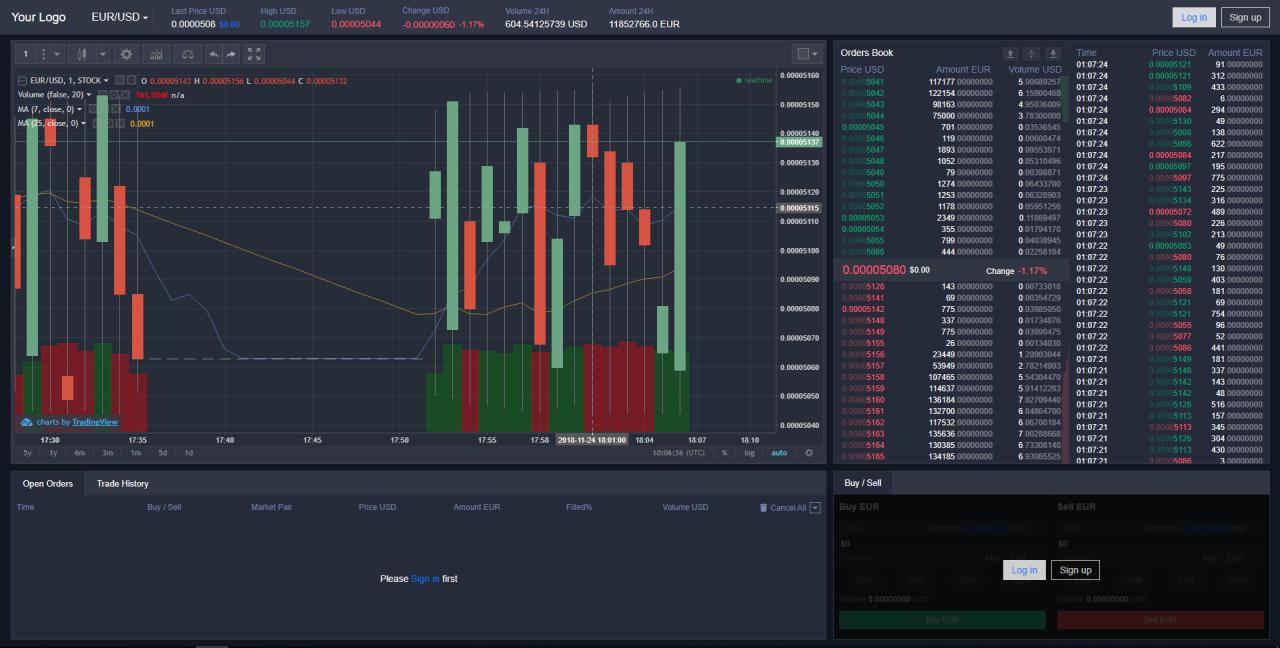 Your Logo
EUR/USD
Last Price USD
0.0000508 $0.00
High USD
0.00005157
Low USD
0.00005044
Change USD
-0.00000060 -1.17%
Volume 24H
604.54125739 USD
Amount 24H
11852766.0 EUR
Log in
Sign up
1
EUR/USD, 1, STOCK
O 0.00005143 H 0.00005156 L 0.00005044 C 0.00005132
Volume (false, 20) 163.594K n/a
MA (7, close, 0) 0.0001
MA (25, close, 0) 0.0001
realtime
0.00005160
0.00005150
0.00005140
0.00005137
0.00005130
0.00005120
0.00005115
0.00005110
0.00005100
0.00005090
0.00005080
0.00005070
0.00005060
0.00005050
0.00005040
charts by TradingView
17:30 17:35 17:40 17:45 17:50 17:55 17:58 2018-11-24 18:01:00 18:04 18:07 18:10
5y 1y 6m 3m 1m 5d 1d
10:06:36 (UTC) % log auto
Orders Book
Price USD Amount EUR Volume USD
0.00005041 117177.00000000 5.90689257
0.00005042 122154.00000000 6.15900468
0.00005043 98163.00000000 4.95036009
0.00005044 75000.00000000 3.78300000
0.00005045 701.00000000 0.03536545
0.00005046 119.00000000 0.00600474
0.00005047 1893.00000000 0.09553971
0.00005048 1052.00000000 0.05310496
0.00005049 79.00000000 0.00398871
0.00005050 1274.00000000 0.06433700
0.00005051 1253.00000000 0.06328903
0.00005052 1178.00000000 0.05951256
0.00005053 2349.00000000 0.11869497
0.00005054 355.00000000 0.01794170
0.00005055 799.00000000 0.04038945
0.00005086 444.00000000 0.02258184
0.00005080 $0.00 Change -1.17%
0.00005126 143.00000000 0.00733018
0.00005141 69.00000000 0.00354729
0.00005142 775.00000000 0.03985050
0.00005148 337.00000000 0.01734876
0.00005149 775.00000000 0.03990475
0.00005155 26.00000000 0.00134030
0.00005156 23449.00000000 1.20903044
0.00005157 53949.00000000 2.78214993
0.00005158 107465.00000000 5.54304470
0.00005159 114637.00000000 5.91412283
0.00005160 136184.00000000 7.02709440
0.00005161 132700.00000000 6.84864700
0.00005162 117532.00000000 6.06700184
0.00005163 135636.00000000 7.00288668
0.00005164 130385.00000000 6.73308140
0.00005165 134185.00000000 6.93065525
Time Price USD Amount EUR
01:07:24 0.00005121 91.00000000
01:07:24 0.00005121 312.00000000
01:07:24 0.00005109 433.00000000
01:07:24 0.00005082 6.00000000
01:07:24 0.00005084 294.00000000
01:07:24 0.00005130 49.00000000
01:07:24 0.00005086 138.00000000
01:07:24 0.00005086 622.00000000
01:07:24 0.00005084 217.00000000
01:07:24 0.00005097 195.00000000
01:07:24 0.00005097 775.00000000
01:07:23 0.00005143 225.00000000
01:07:23 0.00005134 316.00000000
01:07:23 0.00005072 489.00000000
01:07:23 0.00005080 226.00000000
01:07:23 0.00005102 213.00000000
01:07:22 0.00005083 49.00000000
01:07:22 0.00005080 76.00000000
01:07:22 0.00005149 130.00000000
01:07:22 0.00005059 403.00000000
01:07:22 0.00005058 181.00000000
01:07:22 0.00005121 69.00000000
01:07:22 0.00005121 754.00000000
01:07:22 0.00005055 96.00000000
01:07:22 0.00005077 52.00000000
01:07:22 0.00005086 441.00000000
01:07:21 0.00005149 181.00000000
01:07:21 0.00005148 337.00000000
01:07:21 0.00005142 143.00000000
01:07:21 0.00005142 48.00000000
01:07:21 0.00005126 516.00000000
01:07:21 0.00005113 157.00000000
01:07:21 0.00005113 345.00000000
01:07:21 0.00005126 304.00000000
01:07:21 0.00005113 430.00000000
01:07:21 0.00005086 3.00000000
Open Orders Trade History
Time Buy / Sell Market Pair Price USD Amount EUR Filled% Volume USD Cancel All
Please Sign in first
Buy / Sell
Buy EUR
Price Best price USD
$0
Amount Max EUR
25% 50% 75%
Volume 0.00000000 USD
Buy EUR
Sell EUR
Price Best price USD
$0
Max EUR
50% 75% 100%
Volume 0.00000000 USD
Sell EUR
Log in
Sign up